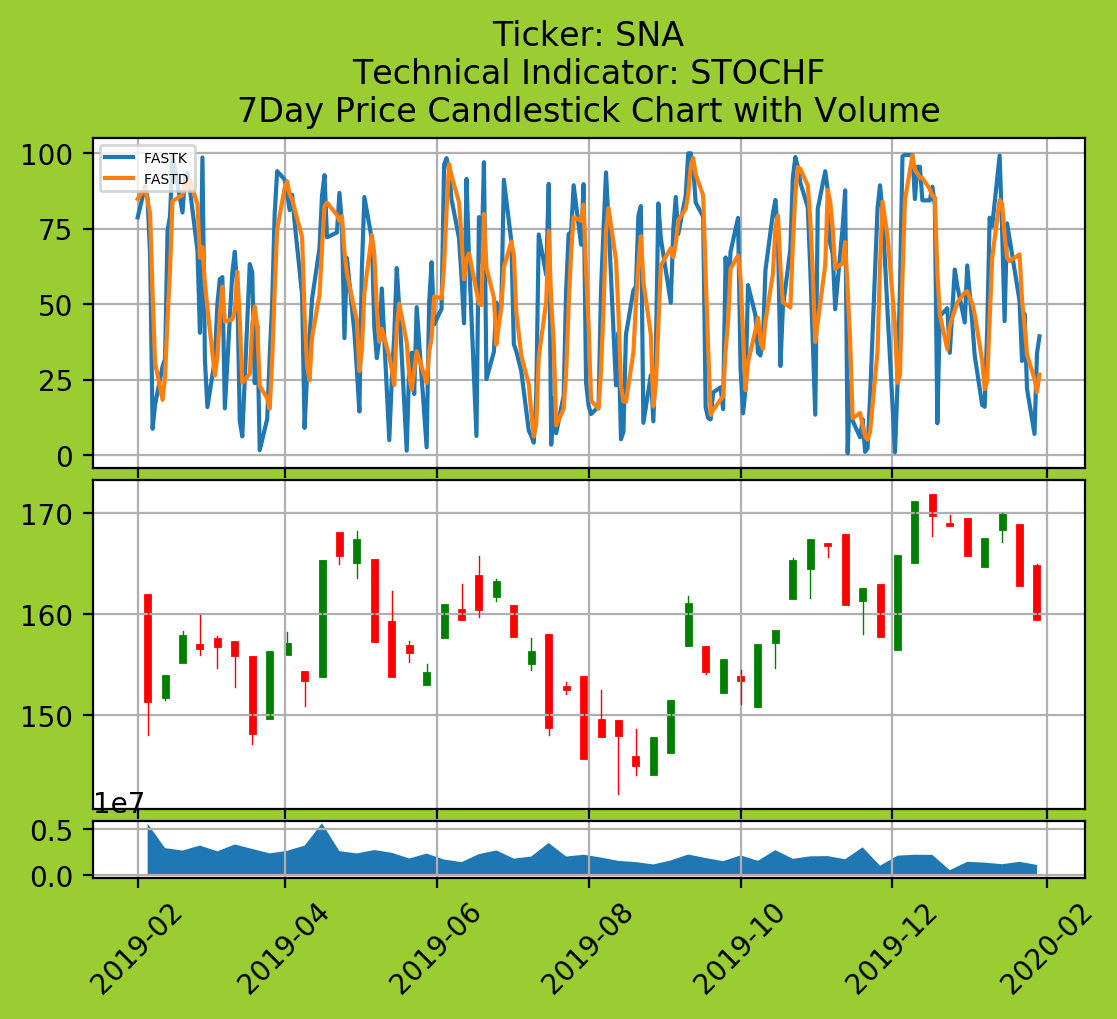 Ticker: SNA
Technical Indicator: STOCHF
7Day Price Candlestick Chart with Volume
100
75
50
25
0
FASTK
FASTD
170
160
150
1e7
0.5
0.0
2019-02
2019-04
2019-06
2019-08
2019-10
2019-12
2020-02